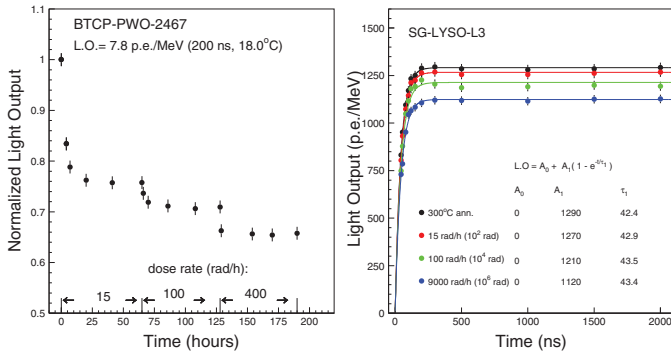 BTCP-PWO-2467
L.O.= 7.8 p.e./MeV (200 ns, 18.0°C)
Normalized Light Output
1
0.9
0.8
0.7
0.6
0.5
dose rate (rad/h):
15 100 400
0 25 50 75 100 125 150 175 200
Time (hours)
SG-LYSO-L3
Light Output (p.e./MeV)
1500
1250
1000
750
500
250
0
L.O = A₀ + A₁ ( 1 - e^-t/τ₁ )
A₀ A₁ τ₁
300°C ann. 0 1290 42.4
15 rad/h (10² rad) 0 1270 42.9
100 rad/h (10⁴ rad) 0 1210 43.5
9000 rad/h (10⁶ rad) 0 1120 43.4
0 500 1000 1500 2000
Time (ns)